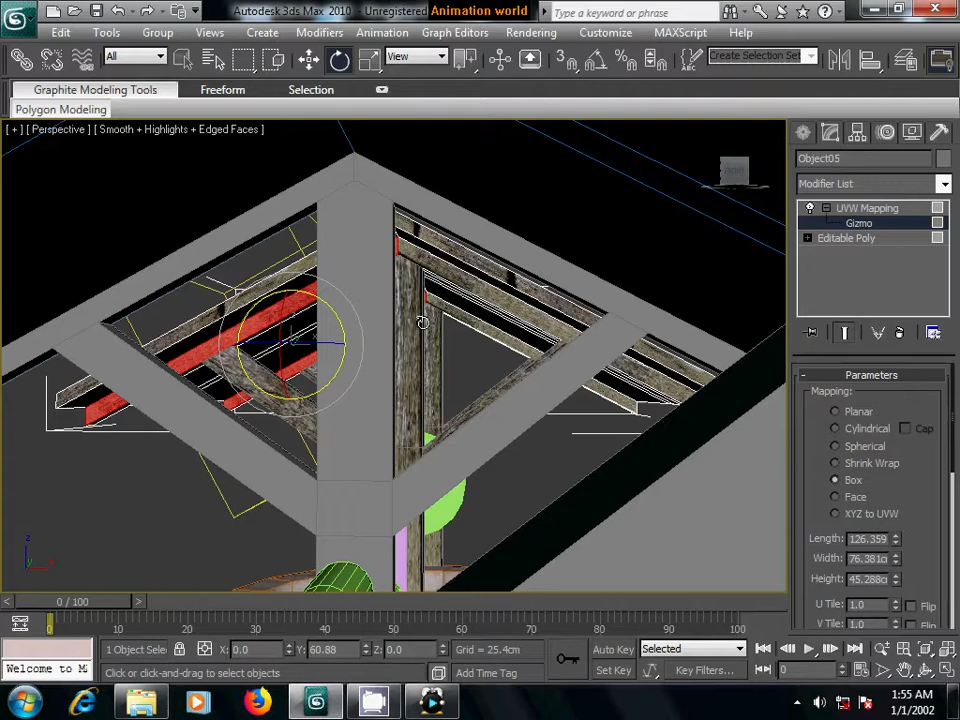 Autodesk 3ds Max 2010 - Unregistered Animation world Type a keyword or phrase
Edit Tools Group Views Create Modifiers Animation Graph Editors Rendering Customize MAXScript Help
All View Create Selection Set
Graphite Modeling Tools Freeform Selection
Polygon Modeling
[ + ] [ Perspective ] [ Smooth + Highlights + Edged Faces ]
Object05
Modifier List
UVW Mapping
Gizmo
Editable Poly
Parameters
Mapping:
Planar
Cylindrical Cap
Spherical
Shrink Wrap
Box
Face
XYZ to UVW
Length: 126.359
Width: 76.381c
Height: 45.288c
U Tile: 1.0 Flip
V Tile: 1.0 Flip
z
y x
0 / 100
0 10 20 30 40 50 60 70 80 90 100
1 Object Selec X: 0.0 Y: 60.88 Z: 0.0 Grid = 25.4cm Auto Key Selected
Welcome to M Click or click-and-drag to select objects Add Time Tag Set Key Key Filters... 0
1:55 AM
1/1/2002